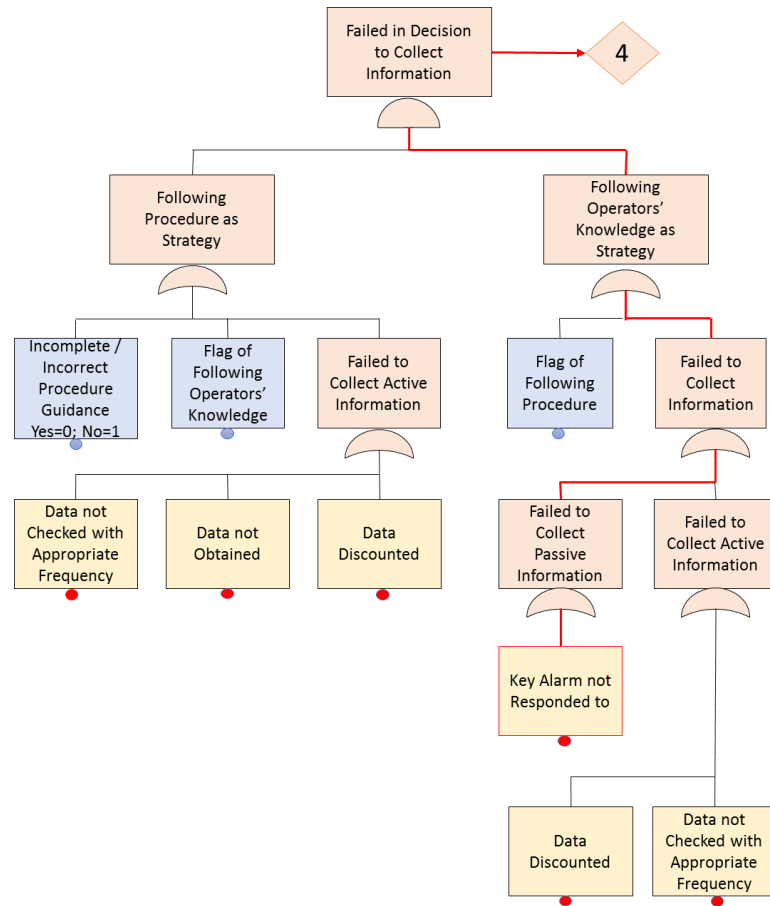 Failed in Decision
to Collect
Information
4
Following
Procedure as
Strategy
Following
Operators’
Knowledge as
Strategy
Incomplete /
Incorrect
Procedure
Guidance
Yes=0; No=1
Flag of
Following
Operators’
Knowledge
Failed to
Collect Active
Information
Flag of
Following
Procedure
Failed to
Collect
Information
Data not
Checked with
Appropriate
Frequency
Data not
Obtained
Data
Discounted
Failed to
Collect
Passive
Information
Failed to
Collect Active
Information
Key Alarm not
Responded to
Data
Discounted
Data not
Checked with
Appropriate
Frequency